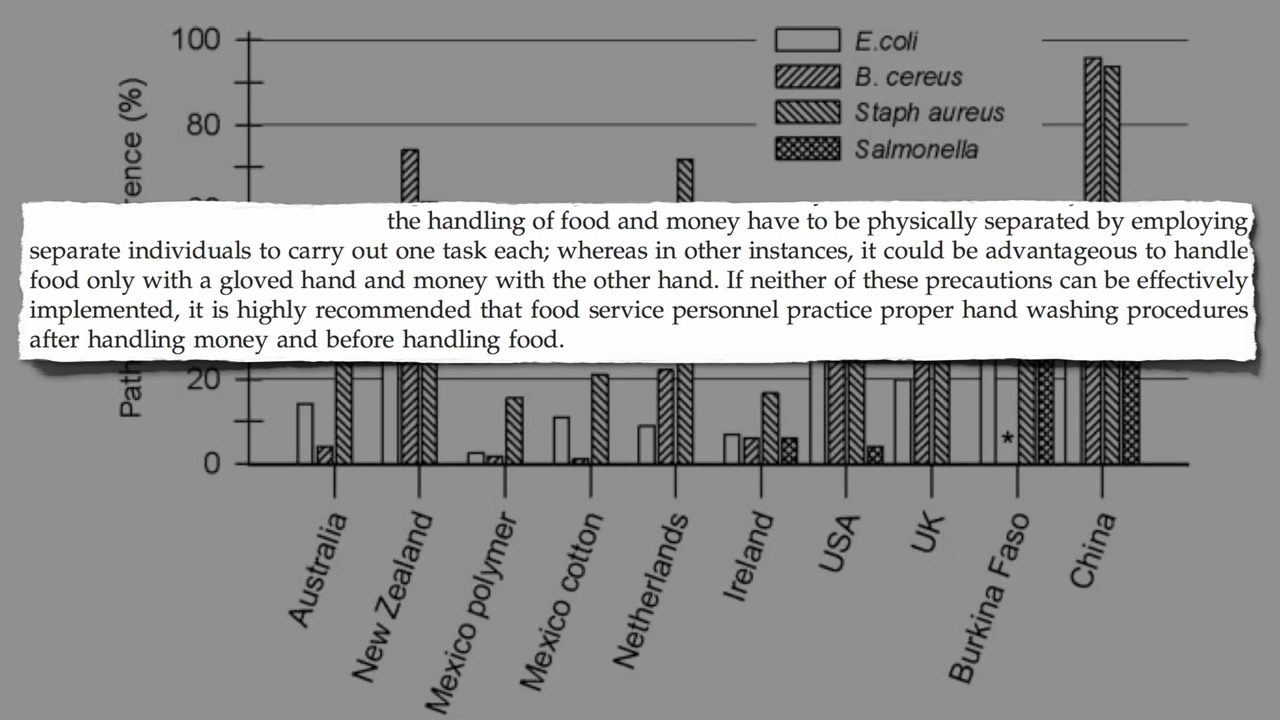 100
E.coli
B. cereus
80
Staph aureus
Salmonella
the handling of food and money have to be physically separated by employing
separate individuals to carry out one task each; whereas in other instances, it could be advantageous to handle
food only with a gloved hand and money with the other hand. If neither of these precautions can be effectively
implemented, it is highly recommended that food service personnel practice proper hand washing procedures
after handling money and before handling food.
20
*
0
Australia
New Zealand
Mexico polymer
Mexico cotton
Netherlands
Ireland
USA
UK
Burkina Faso
China
(%)